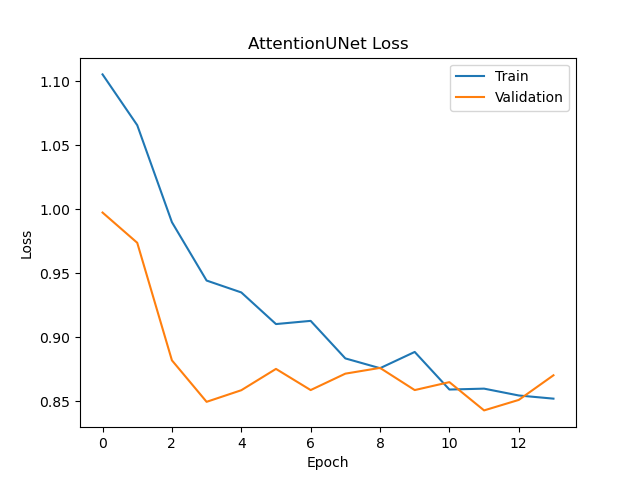 AttentionUNet Loss
Train
Validation
1.10
1.05
1.00
0.95
0.90
0.85
Loss
0 2 4 6 8 10 12
Epoch